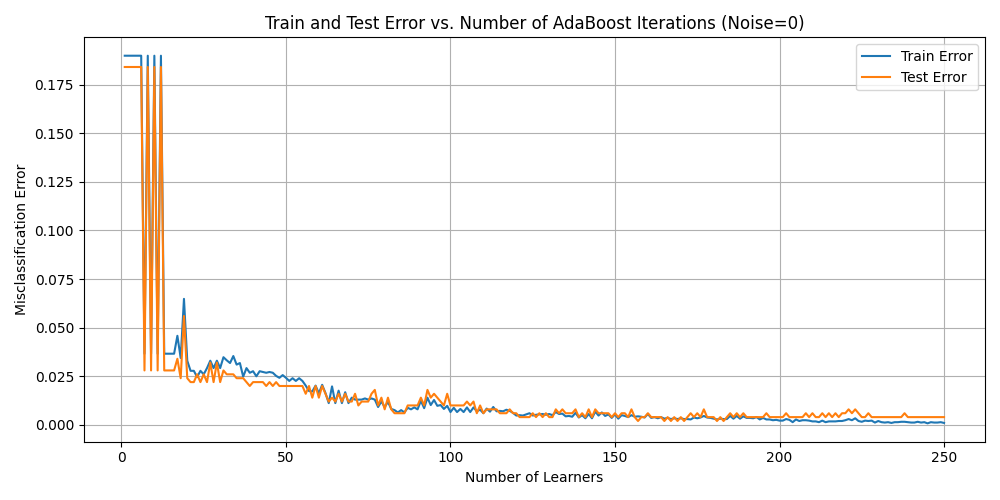 Train and Test Error vs. Number of AdaBoost Iterations (Noise=0)
Train Error
Test Error
Misclassification Error
0.175
0.150
0.125
0.100
0.075
0.050
0.025
0.000
0
50
100
150
200
250
Number of Learners